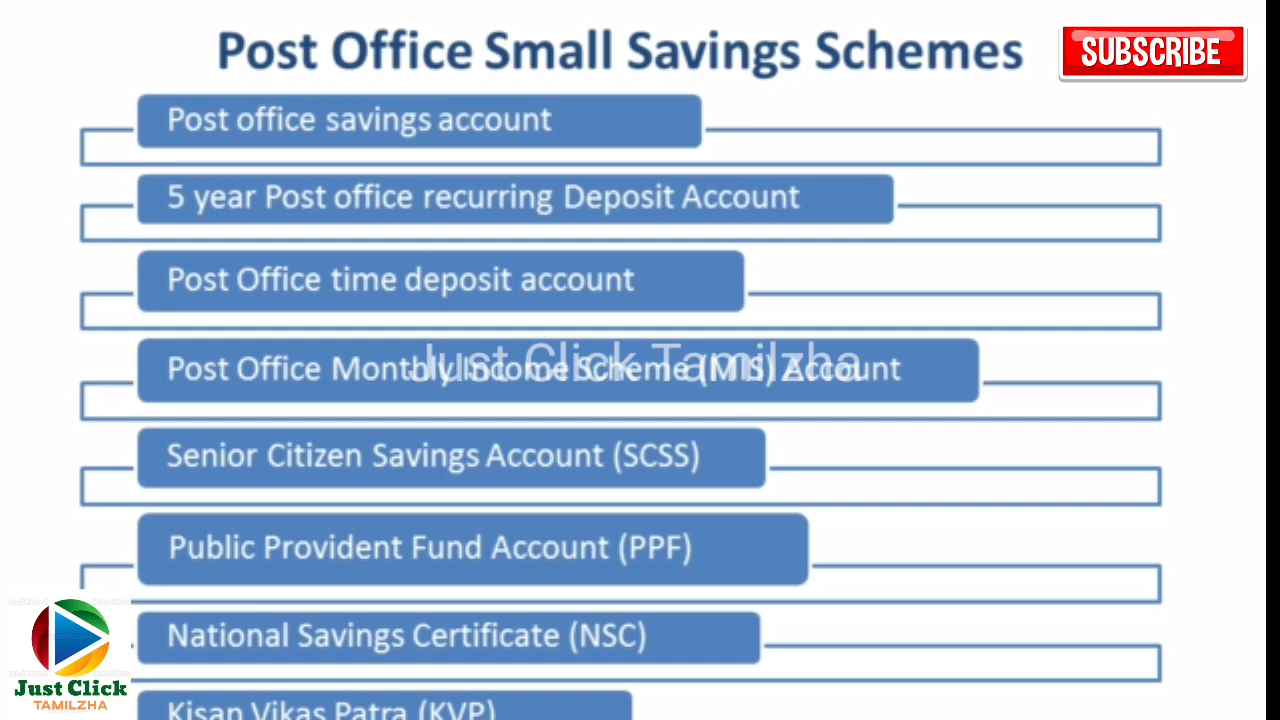 Post Office Small Savings Schemes
SUBSCRIBE
Post office savings account
5 year Post office recurring Deposit Account
Post Office time deposit account
Post Office Monthly Income Scheme (MIS) Account
Just Click Tamilzha
Senior Citizen Savings Account (SCSS)
Public Provident Fund Account (PPF)
National Savings Certificate (NSC)
Kisan Vikas Patra (KVP)
Just Click
TAMILZHA